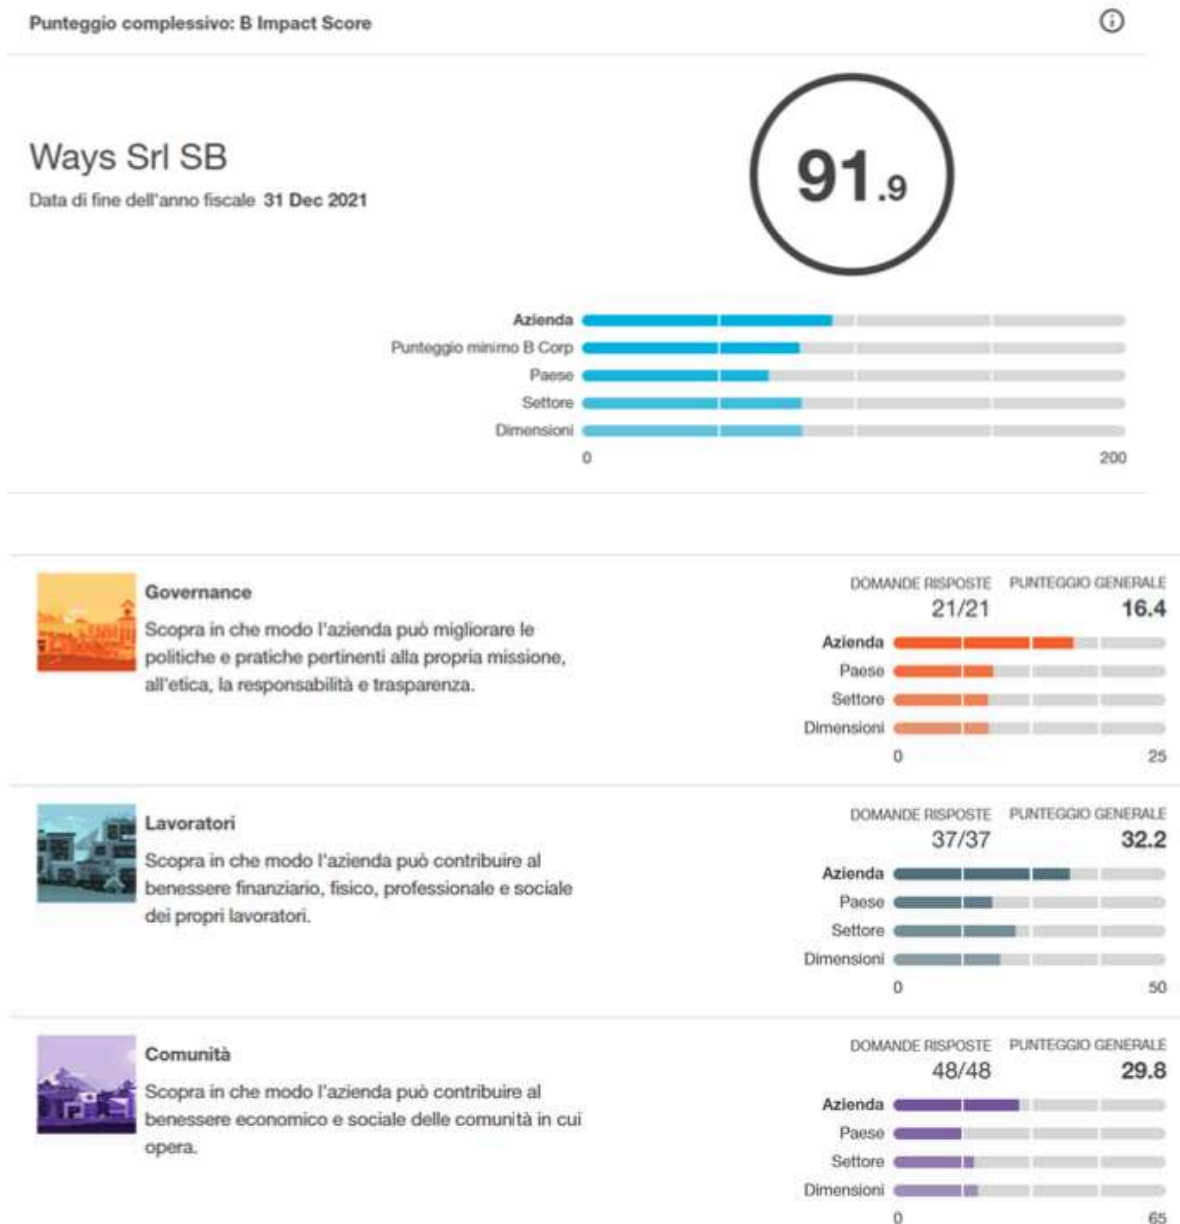 Punteggio complessivo: B Impact Score
Ways Srl SB
Data di fine dell'anno fiscale 31 Dec 2021
91.9
Azienda
Punteggio minimo B Corp
Paese
Settore
Dimensioni
0 200
Governance
Scopra in che modo l'azienda può migliorare le
politiche e pratiche pertinenti alla propria missione,
all'etica, la responsabilità e trasparenza.
DOMANDE RISPOSTE PUNTEGGIO GENERALE
21/21 16.4
Azienda
Paese
Settore
Dimensioni
0 25
Lavoratori
Scopra in che modo l'azienda può contribuire al
benessere finanziario, fisico, professionale e sociale
dei propri lavoratori.
DOMANDE RISPOSTE PUNTEGGIO GENERALE
37/37 32.2
Azienda
Paese
Settore
Dimensioni
0 50
Comunità
Scopra in che modo l'azienda può contribuire al
benessere economico e sociale delle comunità in cui
opera.
DOMANDE RISPOSTE PUNTEGGIO GENERALE
48/48 29.8
Azienda
Paese
Settore
Dimensioni
0 65